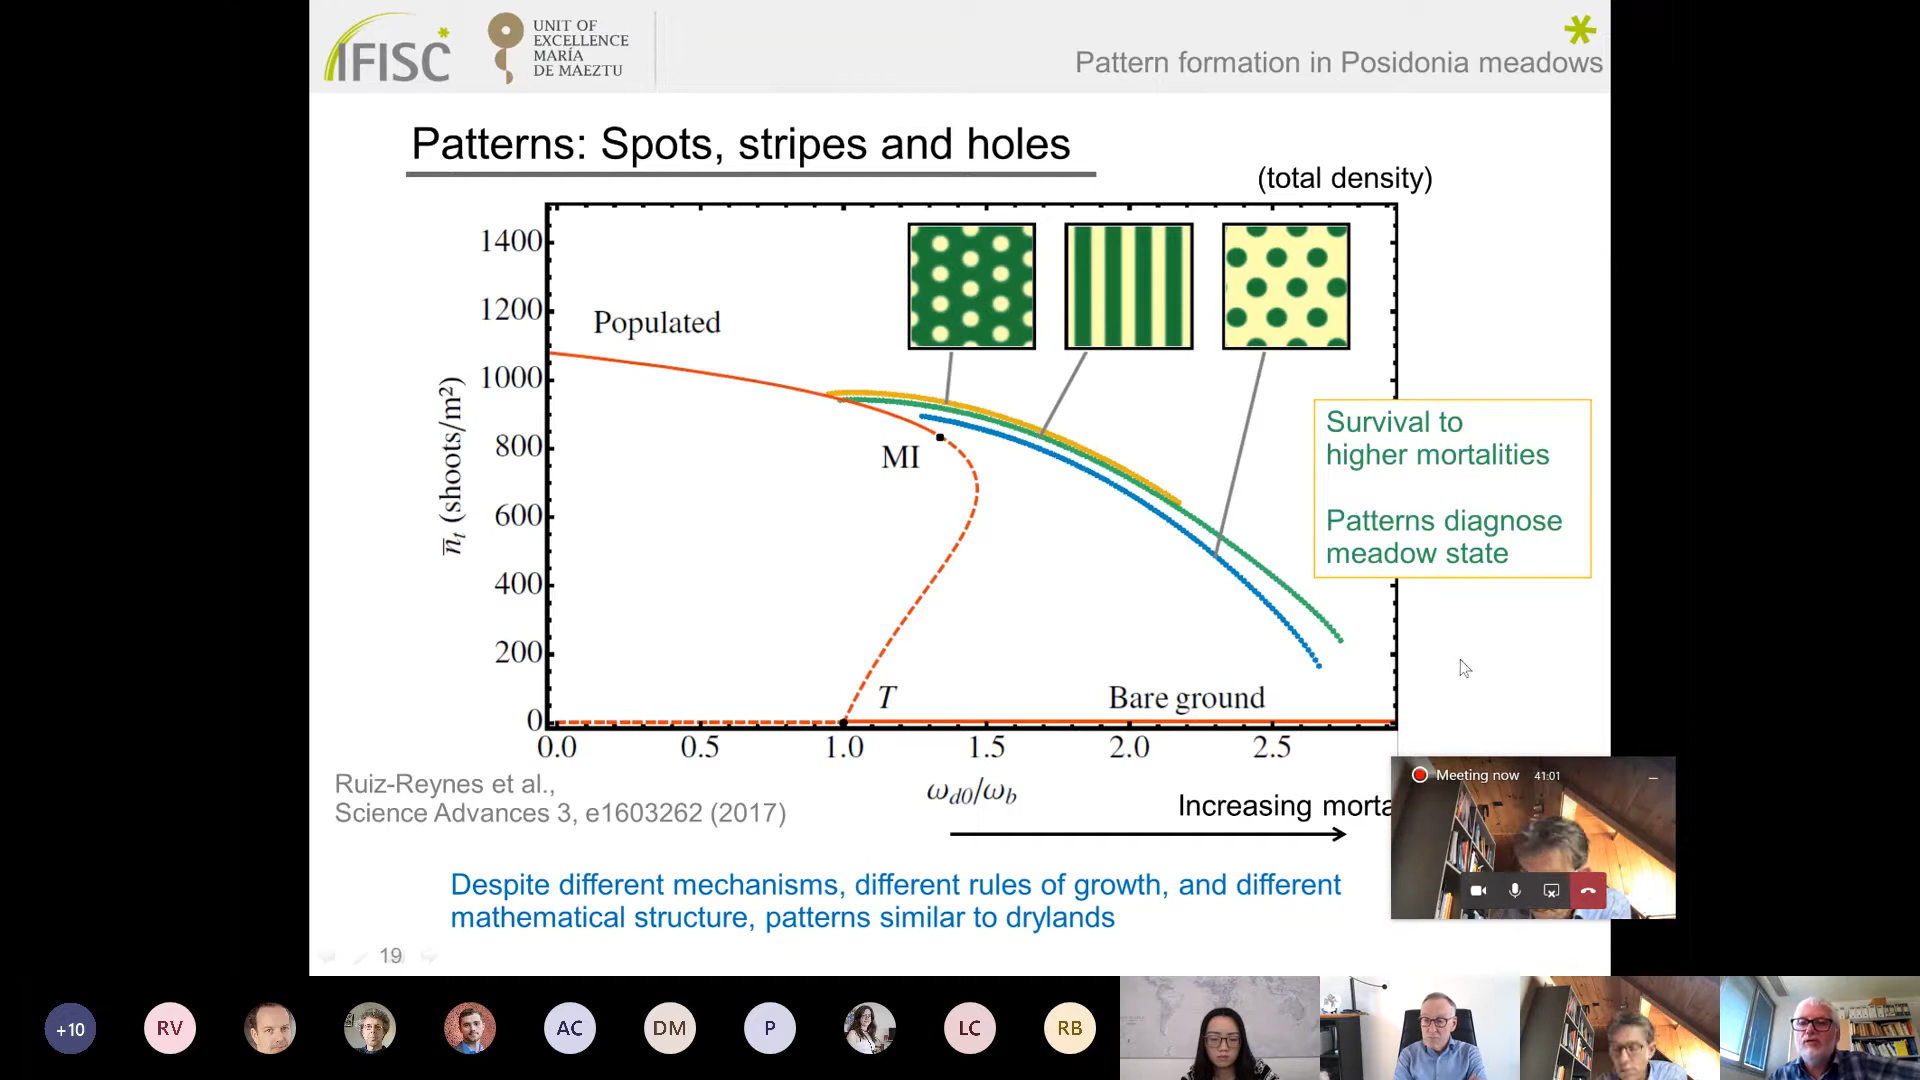 IFISC
UNIT OF
EXCELLENCE
MARÍA
DE MAEZTU
Pattern formation in Posidonia meadows
Patterns: Spots, stripes and holes
(total density)
1400
1200
1000
800
600
400
200
0
n̅t (shoots/m²)
Populated
MI
T
Bare ground
0.0 0.5 1.0 1.5 2.0 2.5
ωd0/ωb
Survival to
higher mortalities
Patterns diagnose
meadow state
Ruiz-Reynes et al.,
Science Advances 3, e1603262 (2017)
Increasing morta
Meeting now 41:01
Despite different mechanisms, different rules of growth, and different
mathematical structure, patterns similar to drylands
19
+10 RV AC DM P LC RB